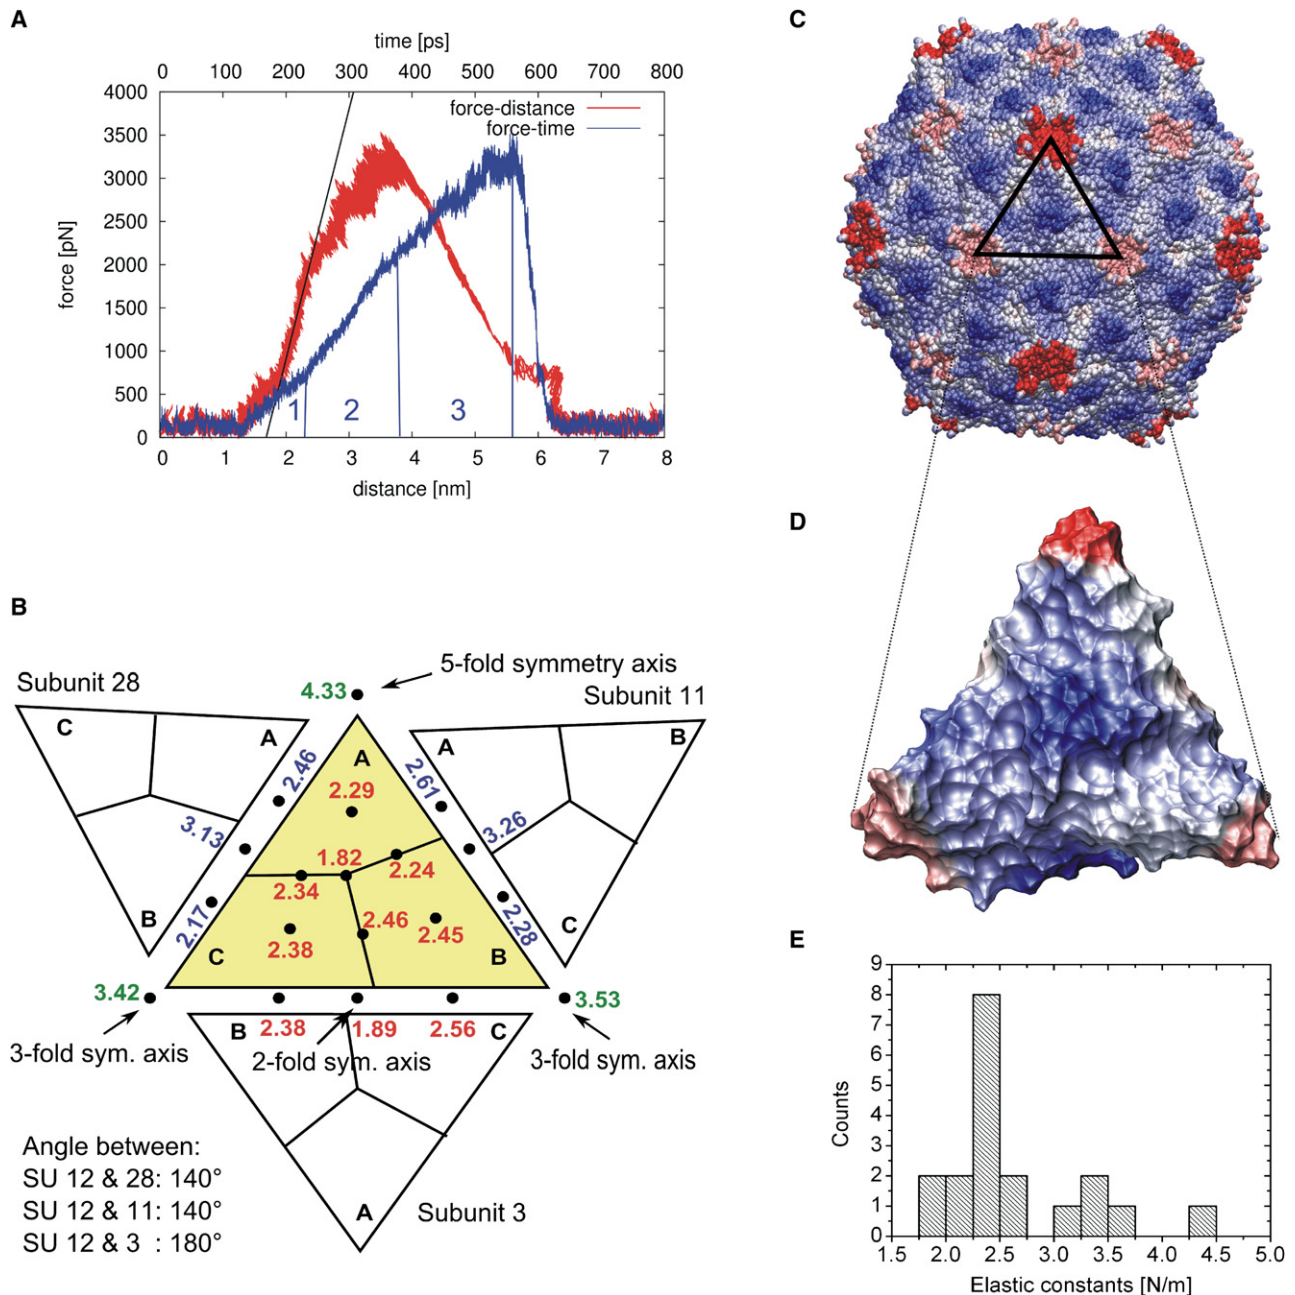 A
time [ps]
0 100 200 300 400 500 600 700 800
4000
3500
3000
2500
2000
1500
1000
500
0
force [pN]
force-distance
force-time
1 2 3
0 1 2 3 4 5 6 7 8
distance [nm]
C
D
B
Subunit 28
4.33
5-fold symmetry axis
Subunit 11
C
A
A
A
B
2.46
2.61
2.29
3.13
3.26
1.82
2.24
2.34
2.17
2.46
2.45
2.28
2.38
B
C
B
C
3.42
3.53
3-fold sym. axis
B
2.38
1.89
2.56
C
2-fold sym. axis
3-fold sym. axis
Angle between:
SU 12 & 28: 140°
SU 12 & 11: 140°
SU 12 & 3 : 180°
A
Subunit 3
E
9
8
7
6
5
4
3
2
1
0
Counts
1.5 2.0 2.5 3.0 3.5 4.0 4.5 5.0
Elastic constants [N/m]